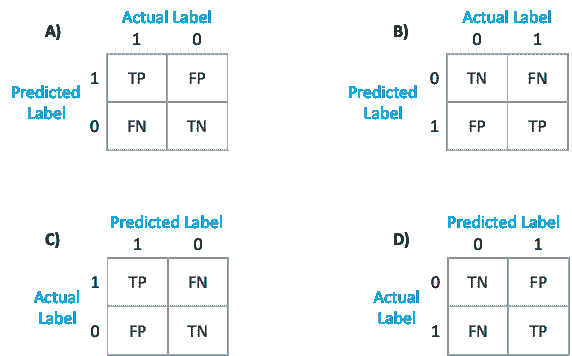 A)
Actual Label
1 0
Predicted Label
1 TP FP
0 FN TN
B)
Actual Label
0 1
Predicted Label
0 TN FN
1 FP TP
C)
Predicted Label
1 0
Actual Label
1 TP FN
0 FP TN
D)
Predicted Label
0 1
Actual Label
0 TN FP
1 FN TP